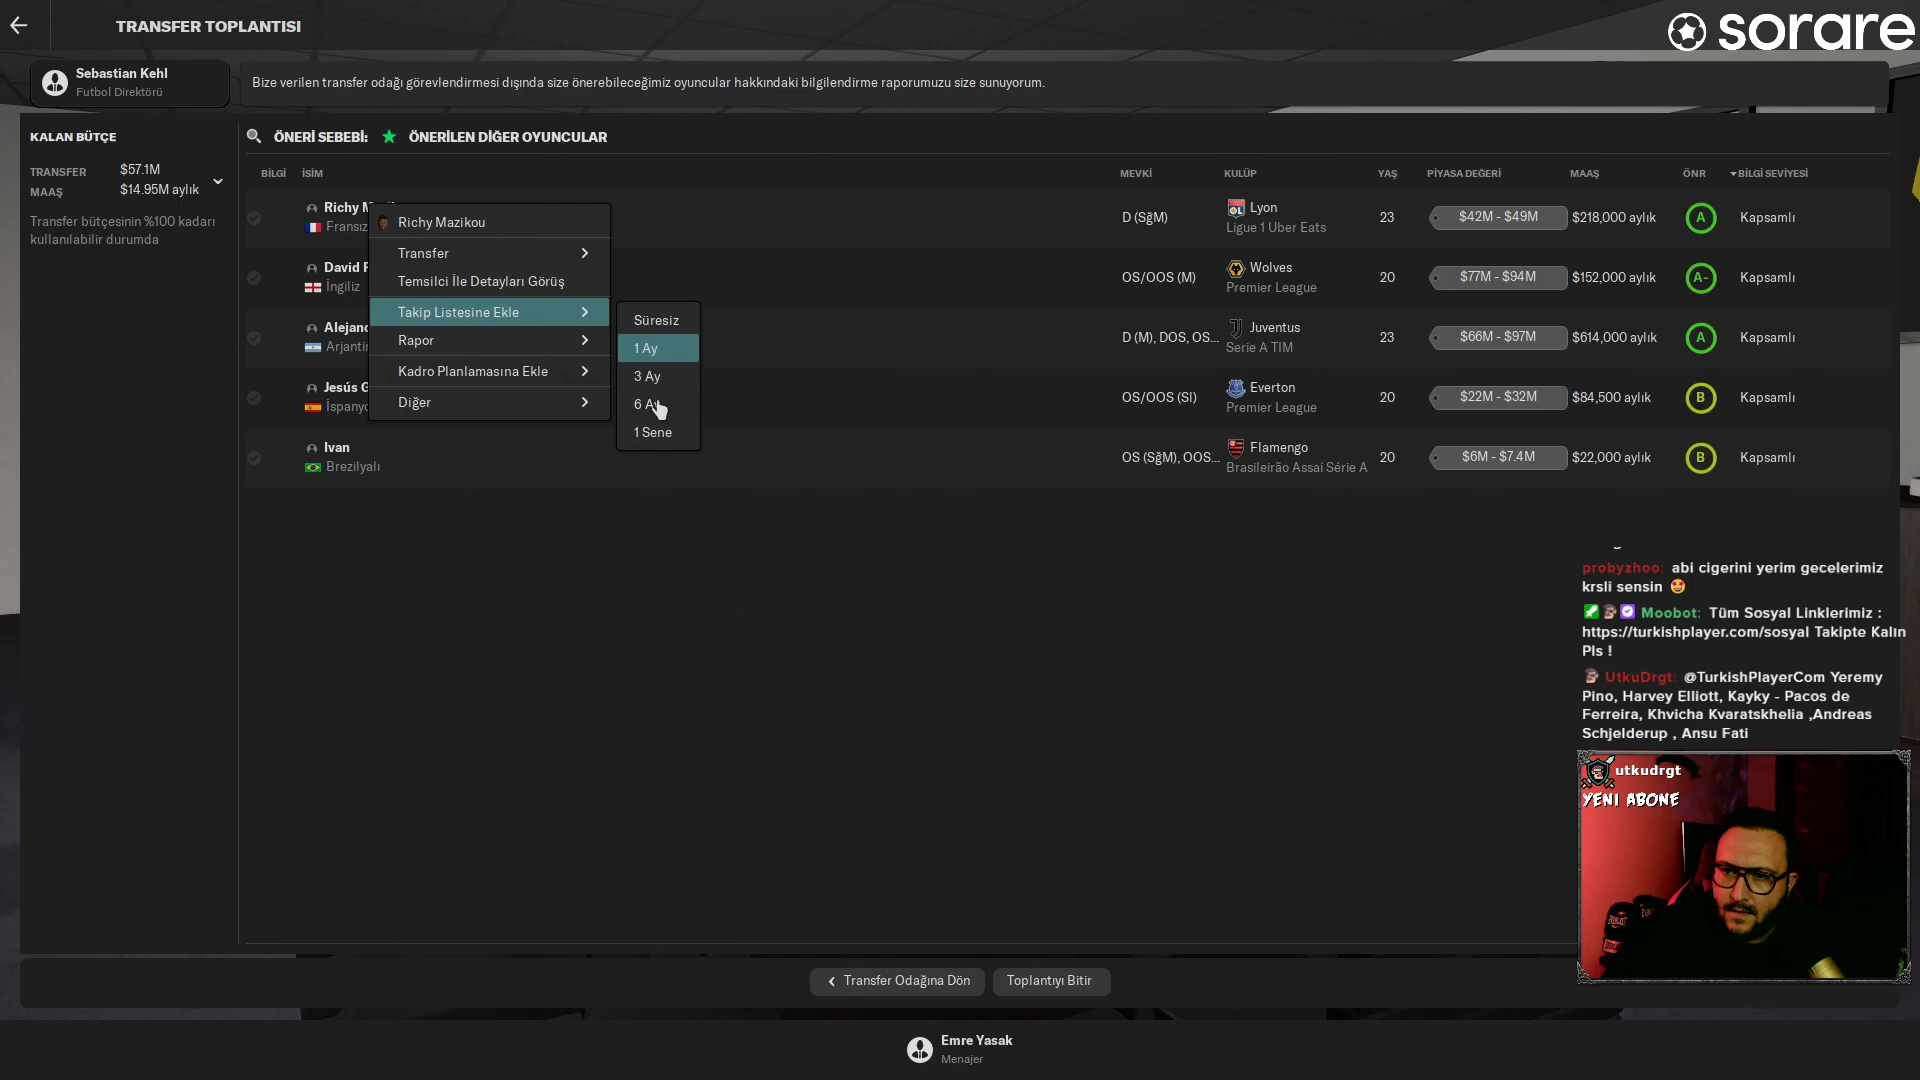 TRANSFER TOPLANTISI
sorare
Sebastian Kehl
Futbol Direktörü
Bize verilen transfer odağı görevlendirmesi dışında size önerebileceğimiz oyuncular hakkındaki bilgilendirme raporumuzu size sunuyorum.
KALAN BÜTÇE
TRANSFER $57.1M
MAAŞ $14.95M aylık
Transfer bütçesinin %100 kadarı
kullanılabilir durumda
ÖNERİ SEBEBİ: ÖNERİLEN DİĞER OYUNCULAR
BİLGİ İSİM MEVKİ KULÜP YAŞ PİYASA DEĞERİ MAAŞ ÖNR BİLGİ SEVİYESİ
Richy
Fransız
D (SğM) Lyon 23 $42M - $49M $218,000 aylık A Kapsamlı
Ligue 1 Uber Eats
David
İngiliz
OS/OOS (M) Wolves 20 $77M - $94M $152,000 aylık A- Kapsamlı
Premier League
D (M), DOS, OS... Juventus 23 $66M - $97M $614,000 aylık A Kapsamlı
Serie A TIM
Jesús G
OS/OOS (Sl) Everton 20 $22M - $32M $84,500 aylık B Kapsamlı
Premier League
Ivan
Brezilyalı
OS (SğM), OOS... Flamengo 20 $6M - $7.4M $22,000 aylık B Kapsamlı
Brasileirão Assaí Série A
Richy Mazikou
Transfer
Temsilci İle Detayları Görüş
Takip Listesine Ekle
Rapor
Kadro Planlamasına Ekle
Diğer
Süresiz
1 Ay
3 Ay
6 Ay
1 Sene
probyzhoo: abi cigerini yerim gecelerimiz
krsli sensin
Moobot: Tüm Sosyal Linklerimiz :
https://turkishplayer.com/sosyal Takipte Kalın
Pls !
UtkuDrgt: @TurkishPlayerCom Yeremy
Pino, Harvey Elliott, Kayky - Pacos de
Ferreira, Khvicha Kvaratskhelia ,Andreas
Schjelderup , Ansu Fati
utkudrgt
YENI ABONE
Transfer Odağına Dön
Toplantıyı Bitir
Emre Yasak
Menajer